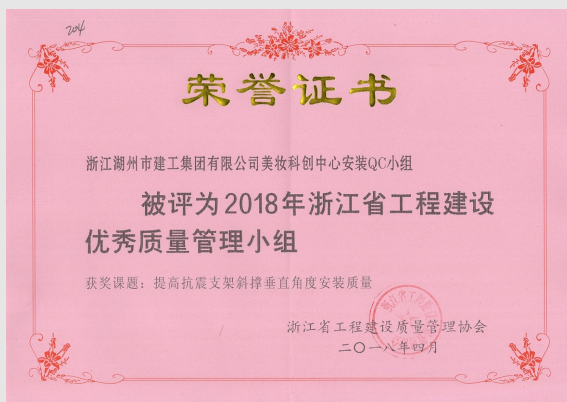 荣誉证书
浙江湖州市建工集团有限公司美妆科创中心安装QC小组
被评为2018年浙江省工程建设
优秀质量管理小组
获奖课题：提高抗震支架斜撑垂直角度安装质量
浙江省工程建设质量管理协会
二〇一八年四月